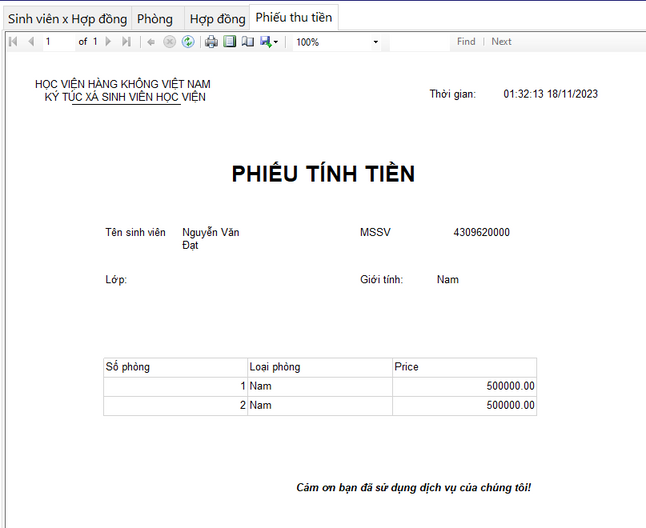 Sinh viên x Hợp đồng Phòng Hợp đồng Phiếu thu tiền
1 of 1 100% Find Next
HỌC VIỆN HÀNG KHÔNG VIỆT NAM
KÝ TÚC XÁ SINH VIÊN HỌC VIỆN
Thời gian: 01:32:13 18/11/2023
PHIẾU TÍNH TIỀN
Tên sinh viên Nguyễn Văn MSSV 4309620000
Đạt
Lớp: Giới tính: Nam
Số phòng Loại phòng Price
1 Nam 500000.00
2 Nam 500000.00
Cảm ơn bạn đã sử dụng dịch vụ của chúng tôi!